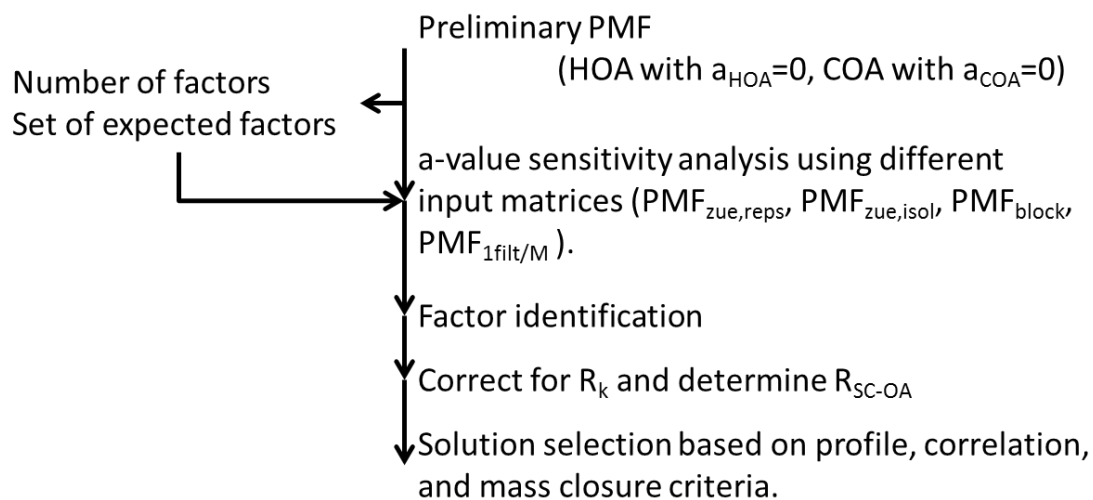 Preliminary PMF
(HOA with aHOA=0, COA with aCOA=0)
Number of factors
Set of expected factors
a-value sensitivity analysis using different
input matrices (PMFzue,reps, PMFzue,isol, PMFblock,
PMF1filt/M ).
Factor identification
Correct for Rk and determine RSC-OA
Solution selection based on profile, correlation,
and mass closure criteria.